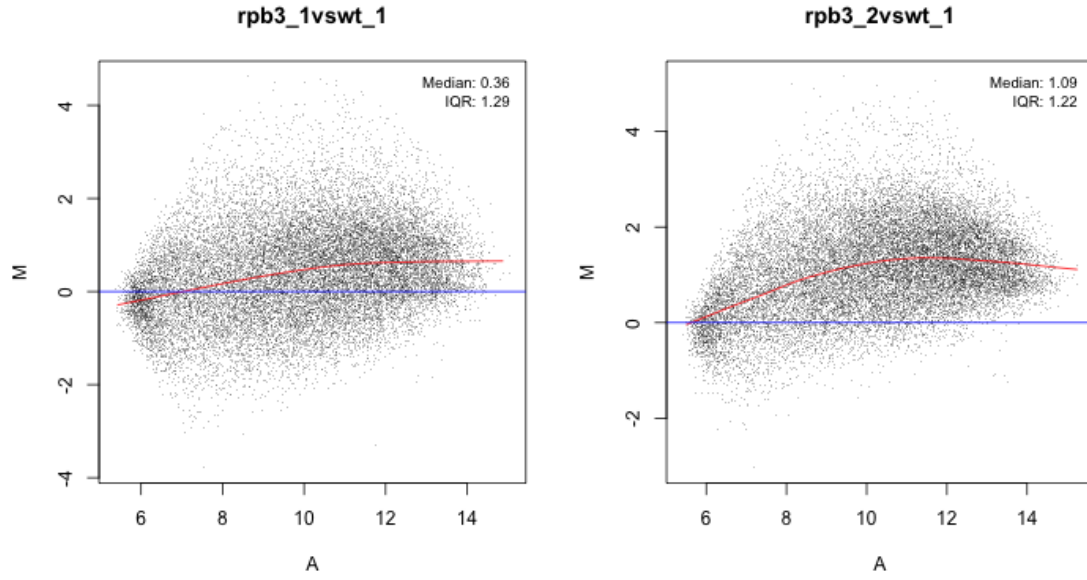 rpb3_1vswt_1
Median: 0.36
IQR: 1.29
M
4
2
0
-2
-4
6 8 10 12 14
A
rpb3_2vswt_1
Median: 1.09
IQR: 1.22
M
4
2
0
-2
6 8 10 12 14
A